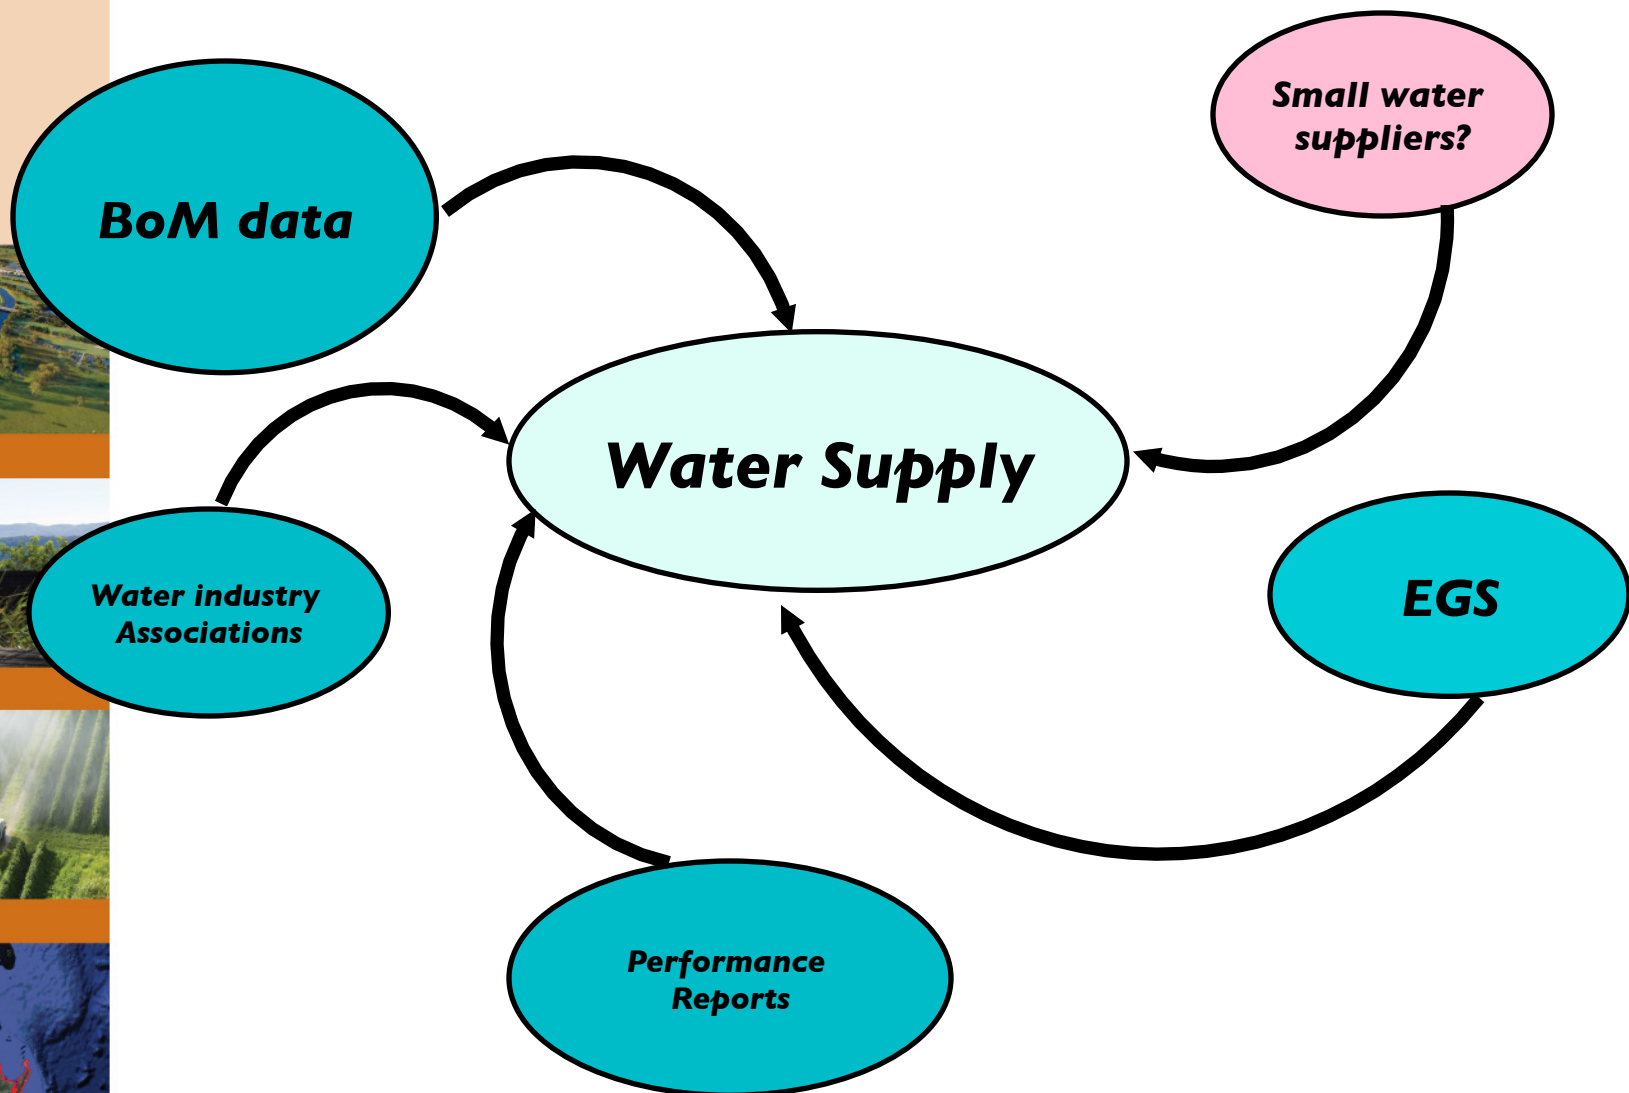 Small water
suppliers?
BoM data
Water Supply
Water industry
Associations
EGS
Performance
Reports